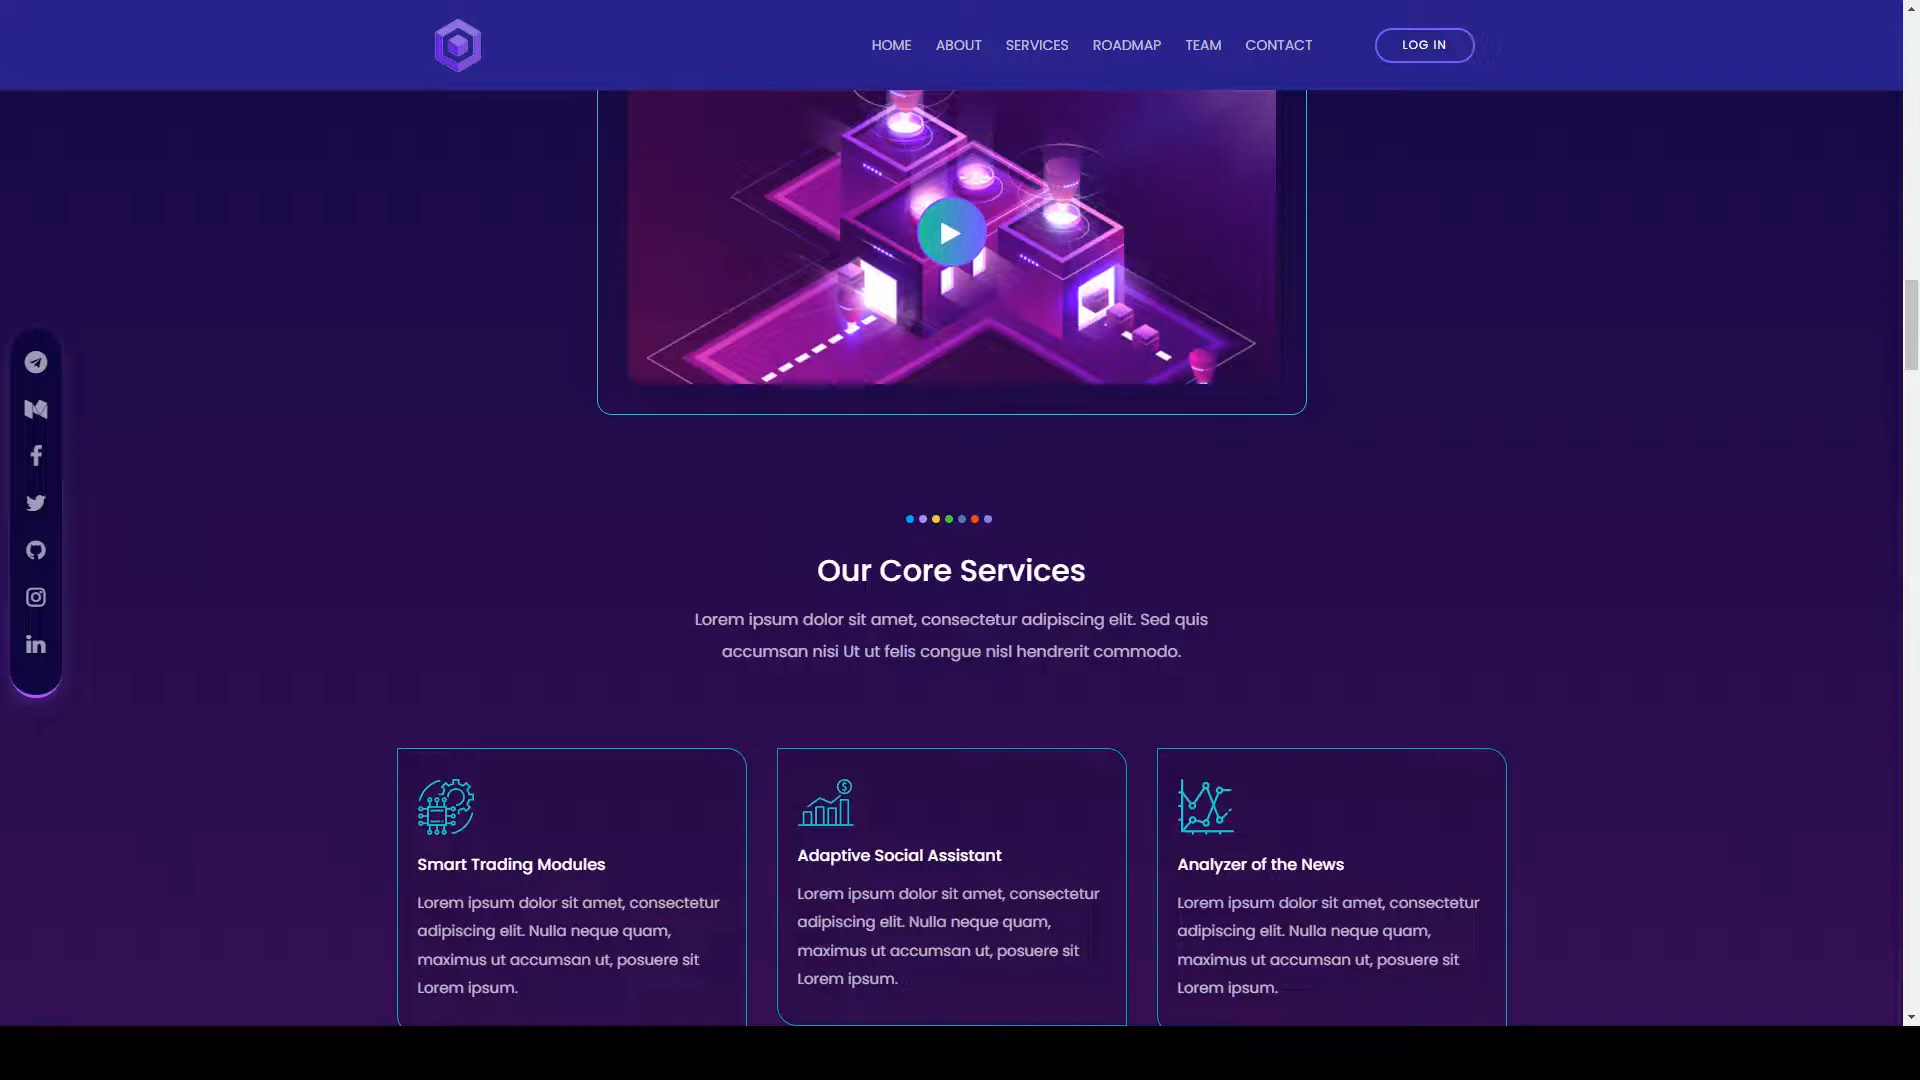 HOME ABOUT SERVICES ROADMAP TEAM CONTACT LOG IN
Our Core Services
Lorem ipsum dolor sit amet, consectetur adipiscing elit. Sed quis
accumsan nisi Ut ut felis congue nisl hendrerit commodo.
Smart Trading Modules
Lorem ipsum dolor sit amet, consectetur
adipiscing elit. Nulla neque quam,
maximus ut accumsan ut, posuere sit
Lorem ipsum.
Adaptive Social Assistant
Lorem ipsum dolor sit amet, consectetur
adipiscing elit. Nulla neque quam,
maximus ut accumsan ut, posuere sit
Lorem ipsum.
Analyzer of the News
Lorem ipsum dolor sit amet, consectetur
adipiscing elit. Nulla neque quam,
maximus ut accumsan ut, posuere sit
Lorem ipsum.